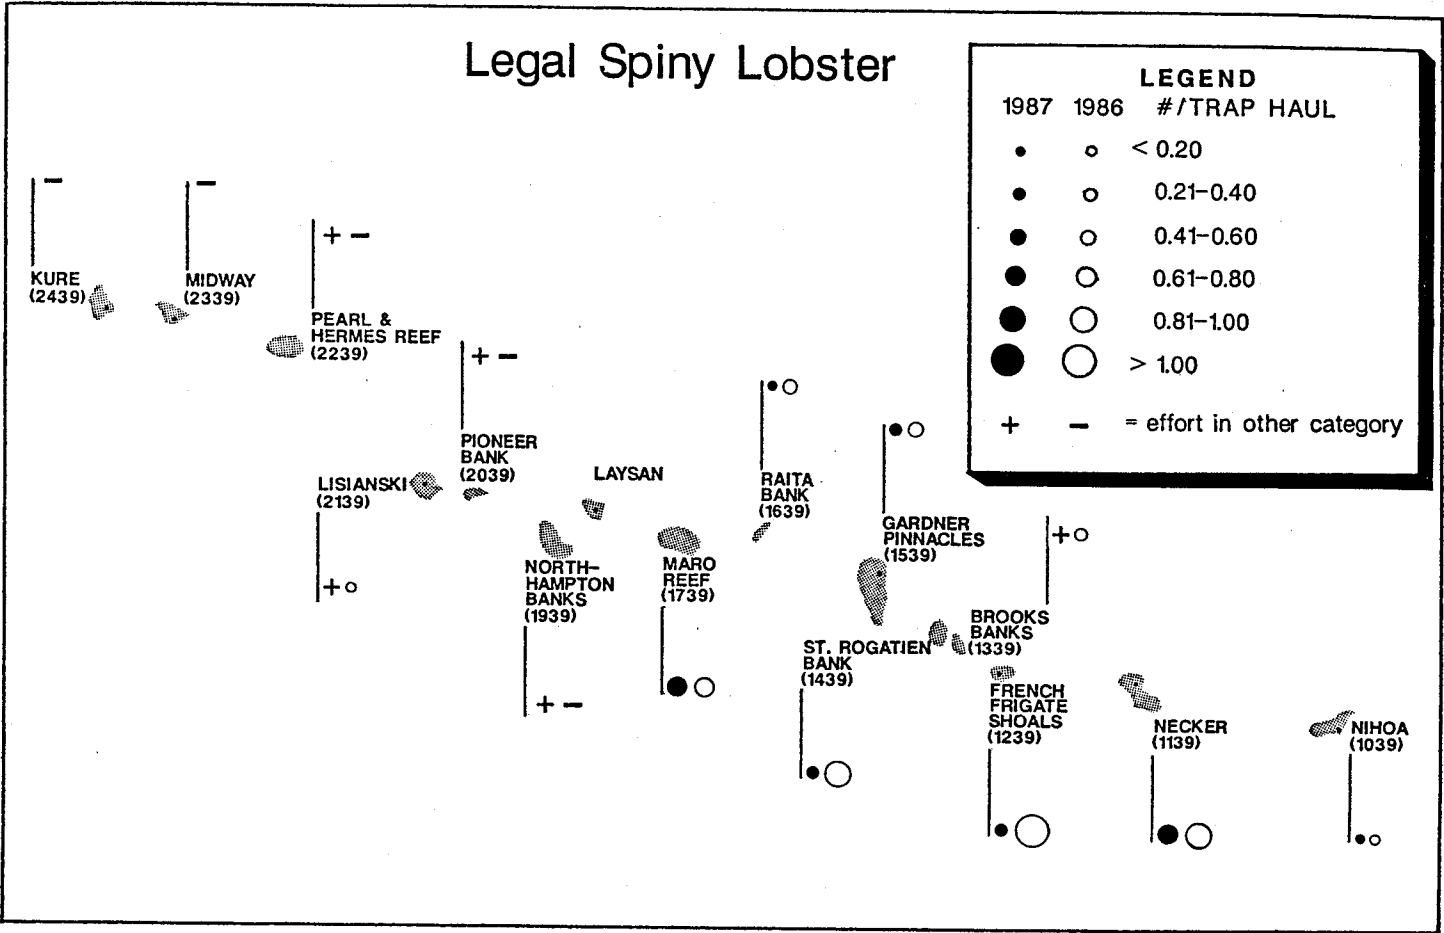 Legal Spiny Lobster
LEGEND
1987 1986 #/TRAP HAUL
< 0.20
0.21-0.40
0.41-0.60
0.61-0.80
0.81-1.00
> 1.00
+ - = effort in other category
-
KURE
(2439)
-
MIDWAY
(2339)
+ -
PEARL &
HERMES REEF
(2239)
+ -
PIONEER
BANK
(2039)
LISIANSKI
(2139)
+
LAYSAN
NORTH-
HAMPTON
BANKS
(1939)
+ -
MARO
REEF
(1739)
RAITA
BANK
(1639)
GARDNER
PINNACLES
(1539)
ST. ROGATIEN
BANK
(1439)
+
BROOKS
BANKS
(1339)
FRENCH
FRIGATE
SHOALS
(1239)
NECKER
(1139)
NIHOA
(1039)